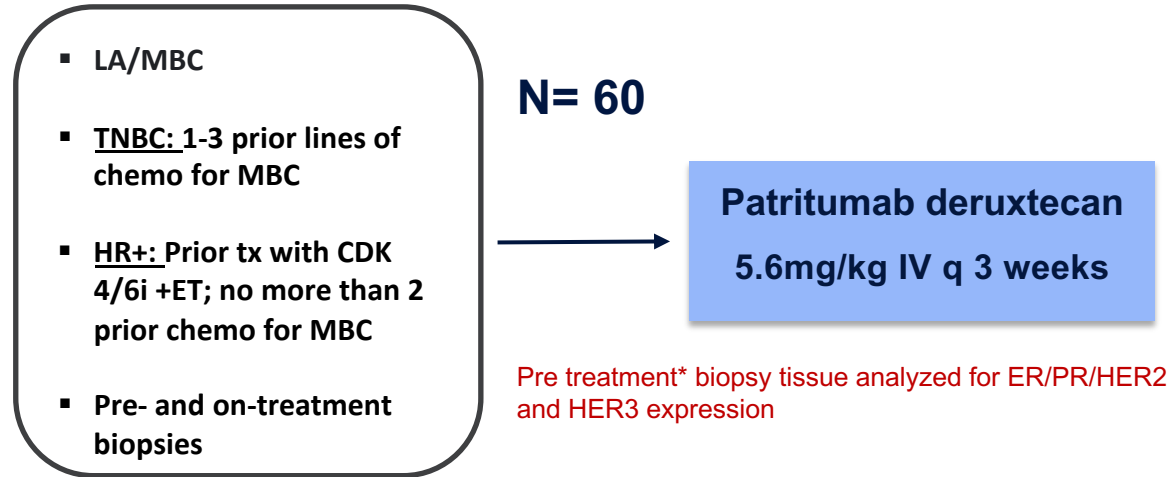 ▪ LA/MBC
▪ TNBC: 1-3 prior lines of
chemo for MBC
▪ HR+: Prior tx with CDK
4/6i +ET; no more than 2
prior chemo for MBC
▪ Pre- and on-treatment
biopsies
N= 60
Patritumab deruxtecan
5.6mg/kg IV q 3 weeks
Pre treatment* biopsy tissue analyzed for ER/PR/HER2
and HER3 expression